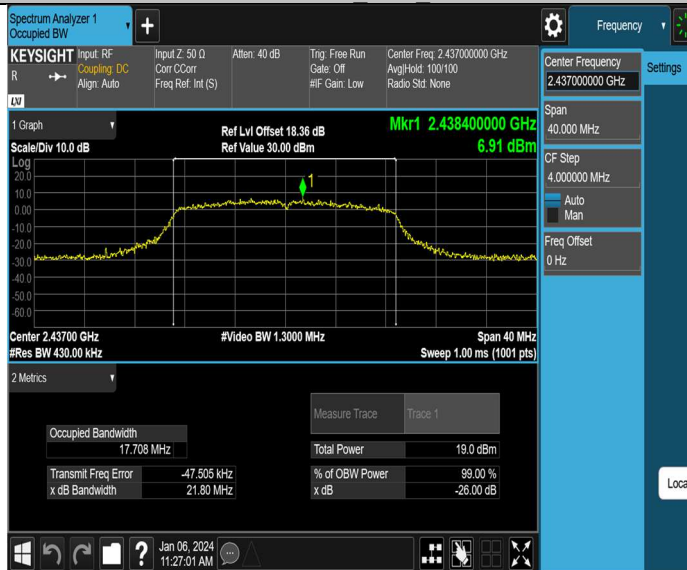 Spectrum Analyzer 1
Occupied BW
+
Frequency
KEYSIGHT
R
LXI
Input: RF
Coupling: DC
Align: Auto
Input Z: 50 Ω
Corr CCorr
Freq Ref: Int (S)
Atten: 40 dB
Trig: Free Run
Gate: Off
#IF Gain: Low
Center Freq: 2.437000000 GHz
Avg|Hold: 100/100
Radio Std: None
1 Graph
Scale/Div 10.0 dB
Ref Lvl Offset 18.36 dB
Ref Value 30.00 dBm
Mkr1 2.438400000 GHz
6.91 dBm
Log
20.0
10.0
0.00
-10.0
-20.0
-30.0
-40.0
-50.0
-60.0
1
Center 2.43700 GHz
#Res BW 430.00 kHz
#Video BW 1.3000 MHz
Span 40 MHz
Sweep 1.00 ms (1001 pts)
2 Metrics
Measure Trace Trace 1
Occupied Bandwidth
17.708 MHz
Total Power 19.0 dBm
Transmit Freq Error -47.505 kHz
% of OBW Power 99.00 %
x dB Bandwidth 21.80 MHz
x dB -26.00 dB
Center Frequency
2.437000000 GHz
Settings
Span
40.000 MHz
CF Step
4.000000 MHz
Auto
Man
Freq Offset
0 Hz
Loca
?
Jan 06, 2024
11:27:01 AM